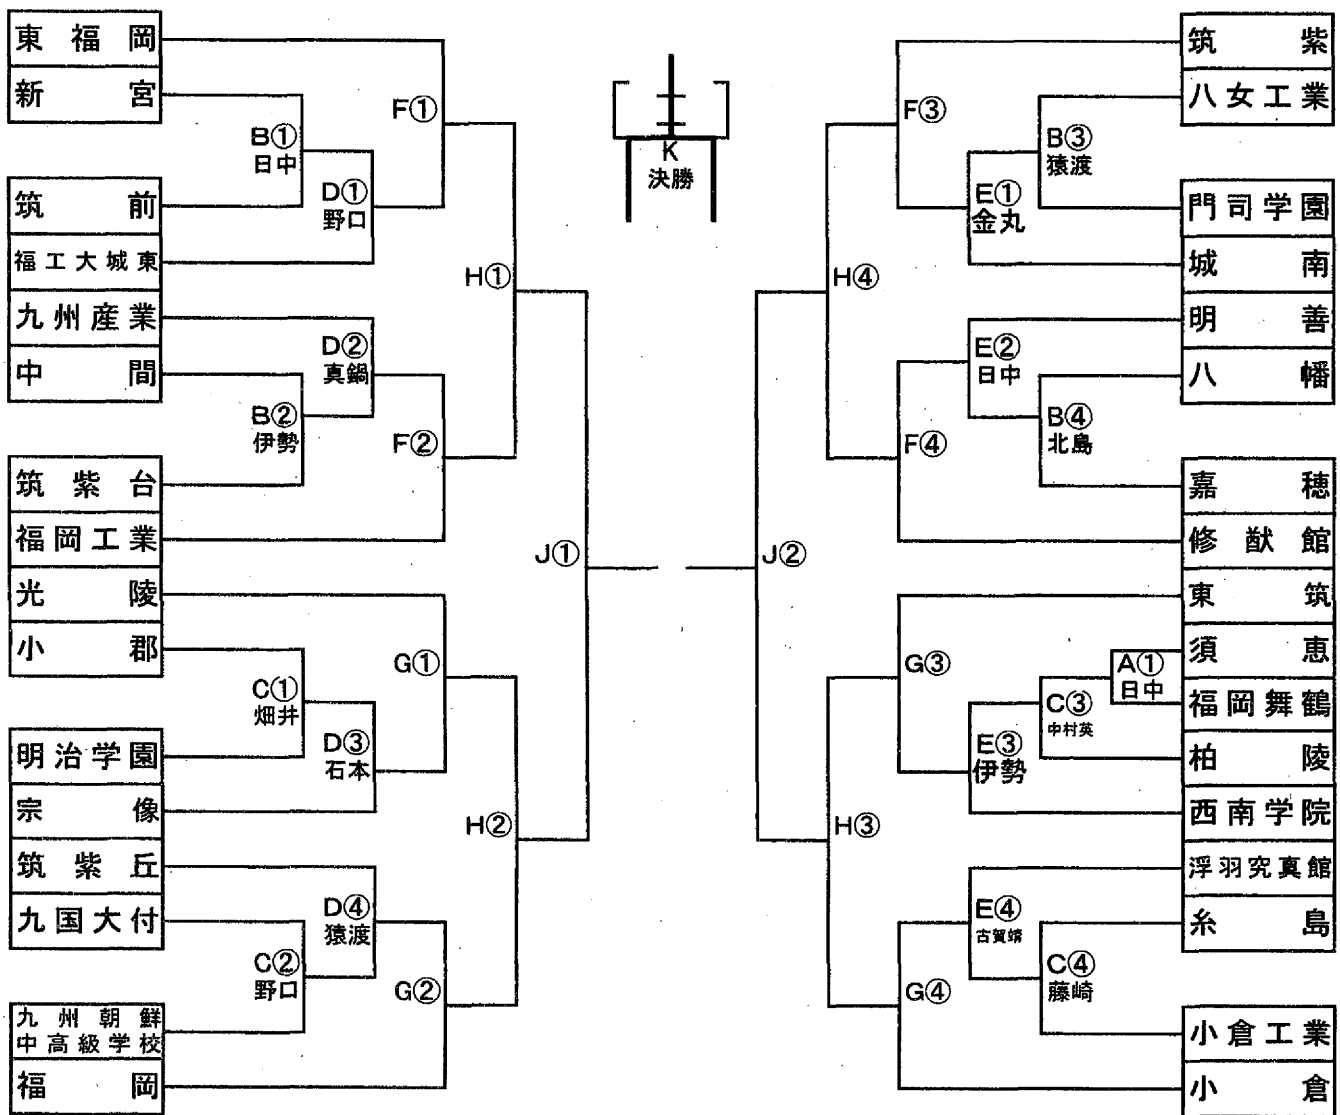 東福岡
新宮
筑前
福工大城東
九州産業
中間
筑紫台
福岡工業
光陵
小郡
明治学園
宗像
筑紫丘
九国大付
九州朝鮮
中高級学校
福岡
B①
日中
B②
伊勢
C①
畑井
C②
野口
D①
野口
D②
真鍋
D③
石本
D④
猿渡
F①
F②
G①
G②
H①
H②
J①
K
決勝
J②
H④
H③
F③
F④
G③
G④
E①
金丸
E②
日中
E③
伊勢
E④
古賀靖
B③
猿渡
B④
北島
C③
中村英
C④
藤崎
A①
日中
筑紫
八女工業
門司学園
城南
明善
八幡
嘉穂
修猷館
東筑
須恵
福岡舞鶴
柏陵
西南学院
浮羽究真館
糸島
小倉工業
小倉